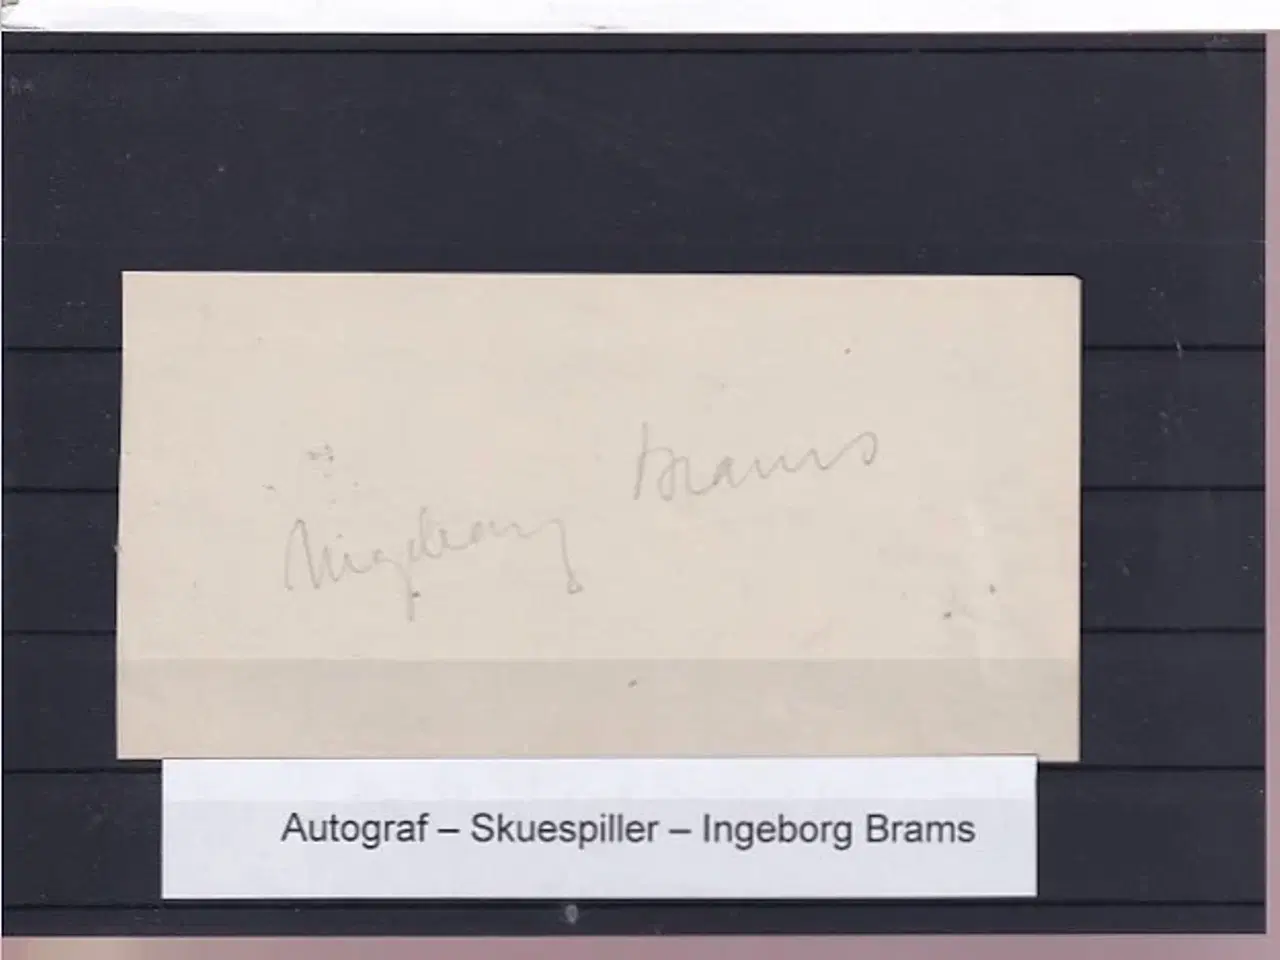 Ingeborg Brams
Autograf – Skuespiller – Ingeborg Brams